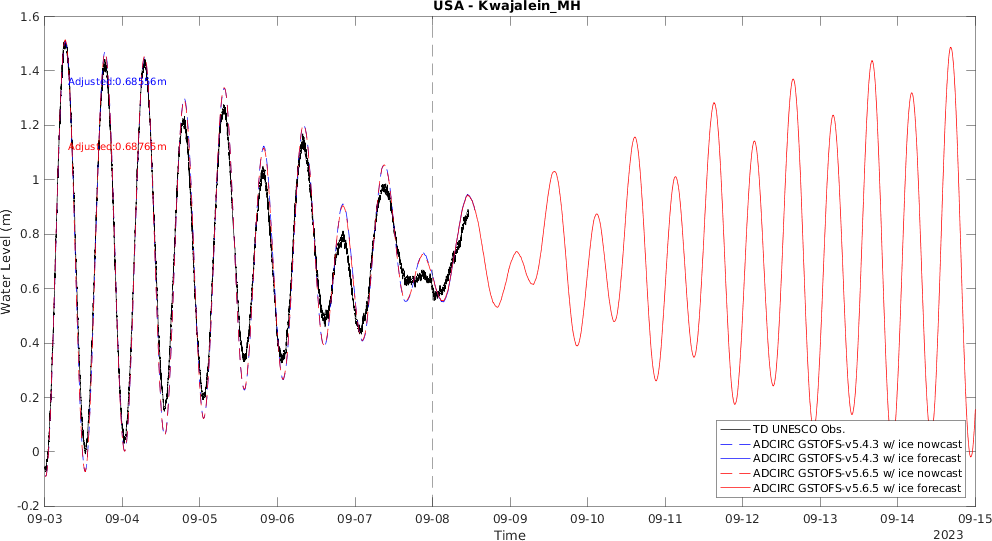 USA - Kwajalein_MH
1.6
1.4
1.2
1
0.8
0.6
0.4
0.2
0
-0.2
Water Level (m)
Adjusted:0.68556m
Adjusted:0.68765m
TD UNESCO Obs.
ADCIRC GSTOFS-v5.4.3 w/ ice nowcast
ADCIRC GSTOFS-v5.4.3 w/ ice forecast
ADCIRC GSTOFS-v5.6.5 w/ ice nowcast
ADCIRC GSTOFS-v5.6.5 w/ ice forecast
09-03 09-04 09-05 09-06 09-07 09-08 09-09 09-10 09-11 09-12 09-13 09-14 09-15
Time
2023